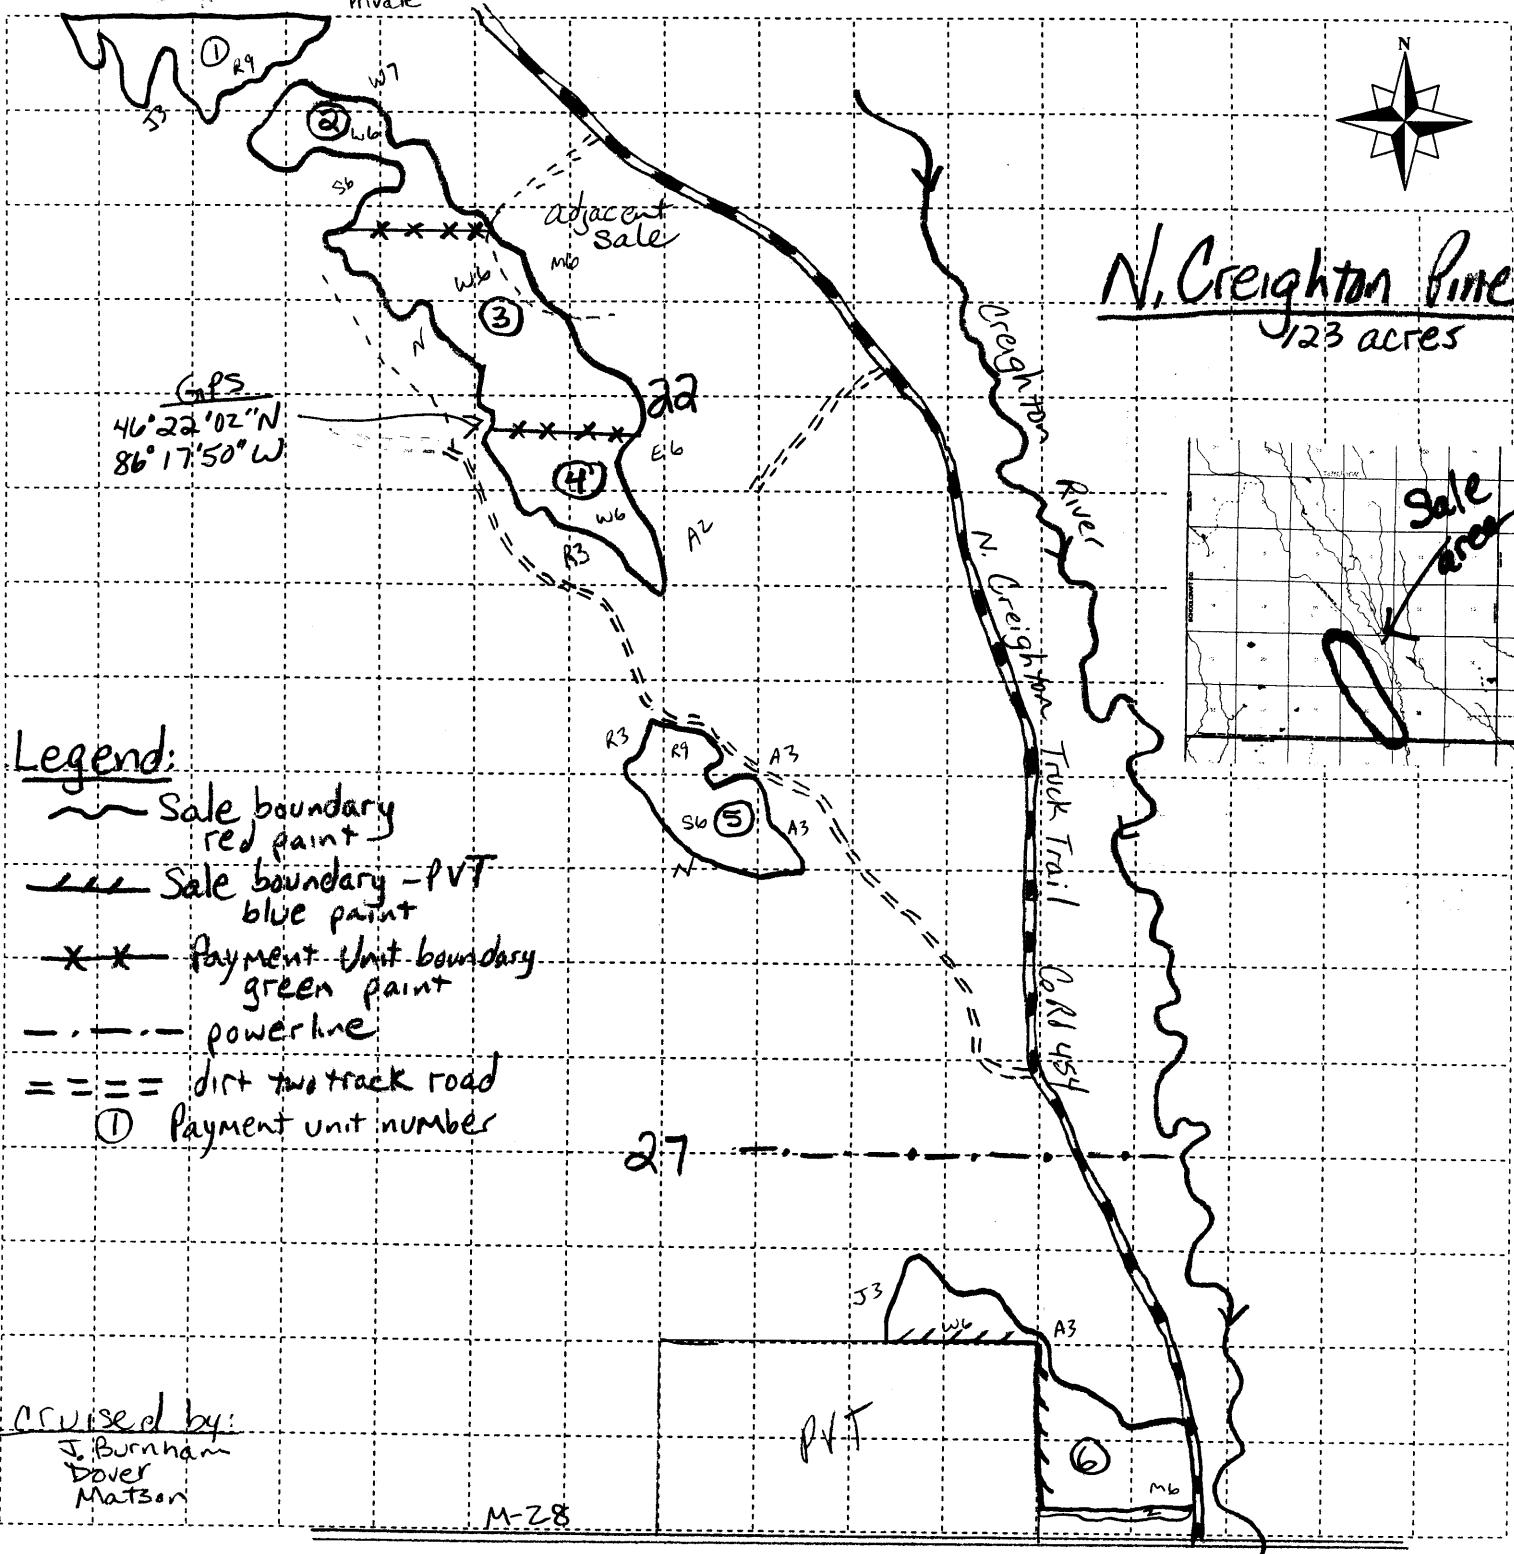 Private
1
R9
J3
W7
2
W6
S6
adjacent
sale
M6
W6
3
N
GPS
46°22'02"N
86°17'50"W
22
E6
4
W6
R3
A2
N
N. Creighton Pine
123 acres
Creighton
River
Sale
area
N. Creighton Truck Trail Co Rd 454
R3
R9
A3
S6
5
A3
N
Legend:
Sale boundary
red paint
Sale boundary - PVT
blue paint
Payment Unit boundary
green paint
powerline
dirt two track road
1 Payment unit number
27
J3
W6
A3
PVT
6
M6
Cruised by:
J. Burnham
Dover
Matson
M-28